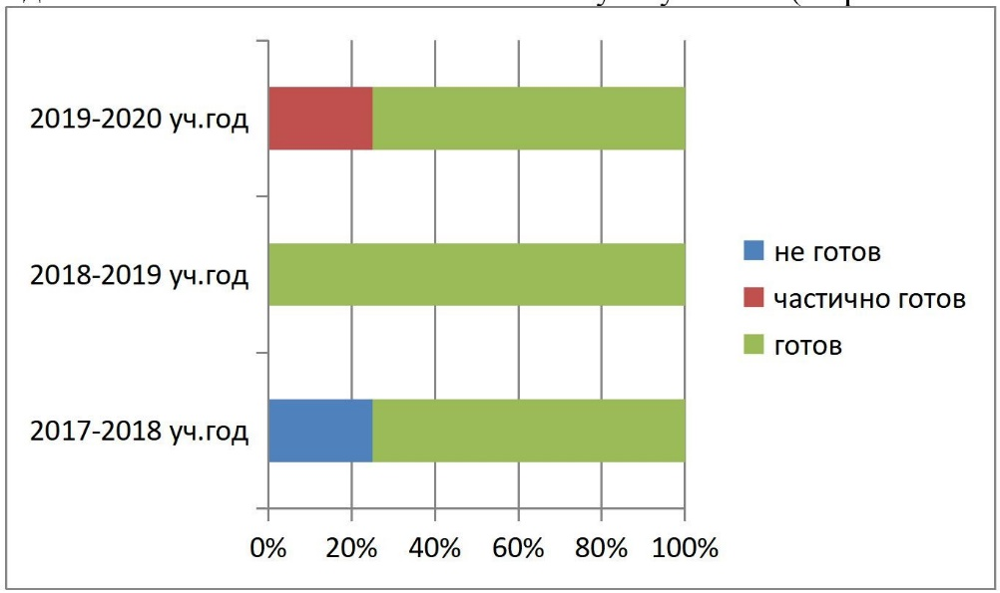 2019-2020 уч.год
2018-2019 уч.год
2017-2018 уч.год
0% 20% 40% 60% 80% 100%
не готов
частично готов
готов